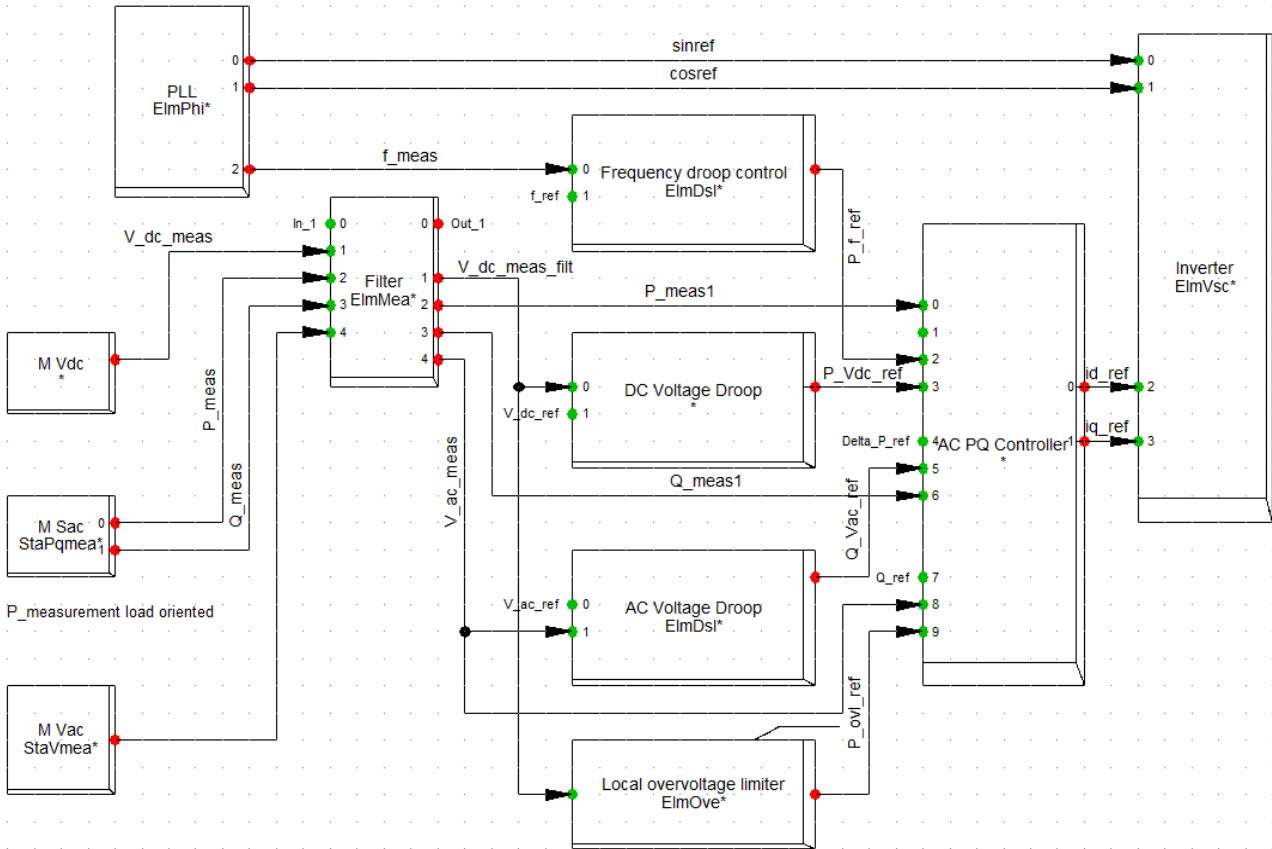 sinref
0
0
cosref
1
1
PLL
ElmPhi*
Frequency droop control
ElmDsl*
f_meas
2
0
f_ref
1
In_1
0
0
Out_1
V_dc_meas
1
P_f_ref
V_dc_meas_filt
1
2
Filter
ElmMea*
Inverter
ElmVsc*
P_meas1
2
3
0
4
3
1
4
2
M Vdc
*
P_meas
DC Voltage Droop
*
P_Vdc_ref
3
0
id_ref
2
0
V_dc_ref
1
Delta_P_ref
4
AC PQ Controller
*
1
iq_ref
3
5
Q_meas
V_ac_meas
Q_meas1
6
Q_Vac_ref
M Sac
StaPqmea*
0
1
Q_ref
7
P_measurement load oriented
V_ac_ref
0
AC Voltage Droop
ElmDsl*
1
8
9
M Vac
StaVmea*
P_ovl_ref
Local overvoltage limiter
ElmOve*